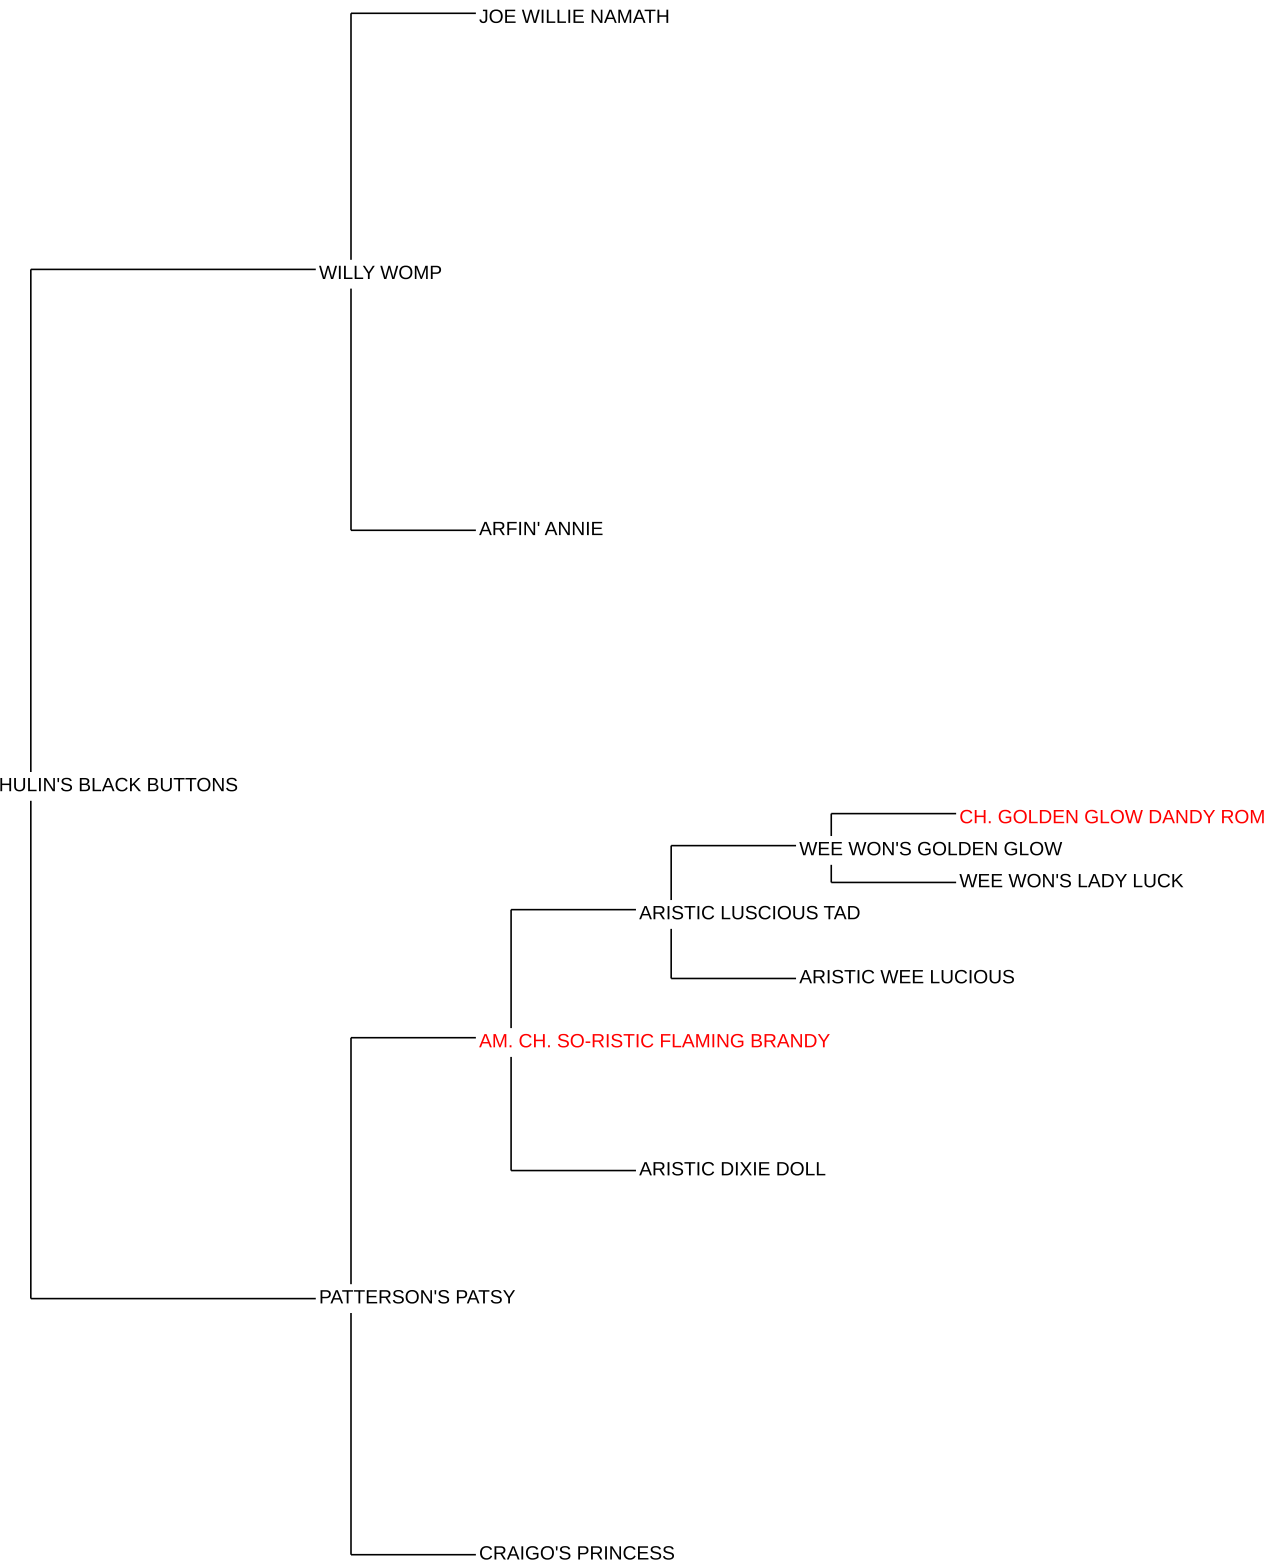 JOE WILLIE NAMATH
WILLY WOMP
ARFIN' ANNIE
HULIN'S BLACK BUTTONS
CH. GOLDEN GLOW DANDY ROM
WEE WON'S GOLDEN GLOW
WEE WON'S LADY LUCK
ARISTIC LUSCIOUS TAD
ARISTIC WEE LUCIOUS
AM. CH. SO-RISTIC FLAMING BRANDY
ARISTIC DIXIE DOLL
PATTERSON'S PATSY
CRAIGO'S PRINCESS